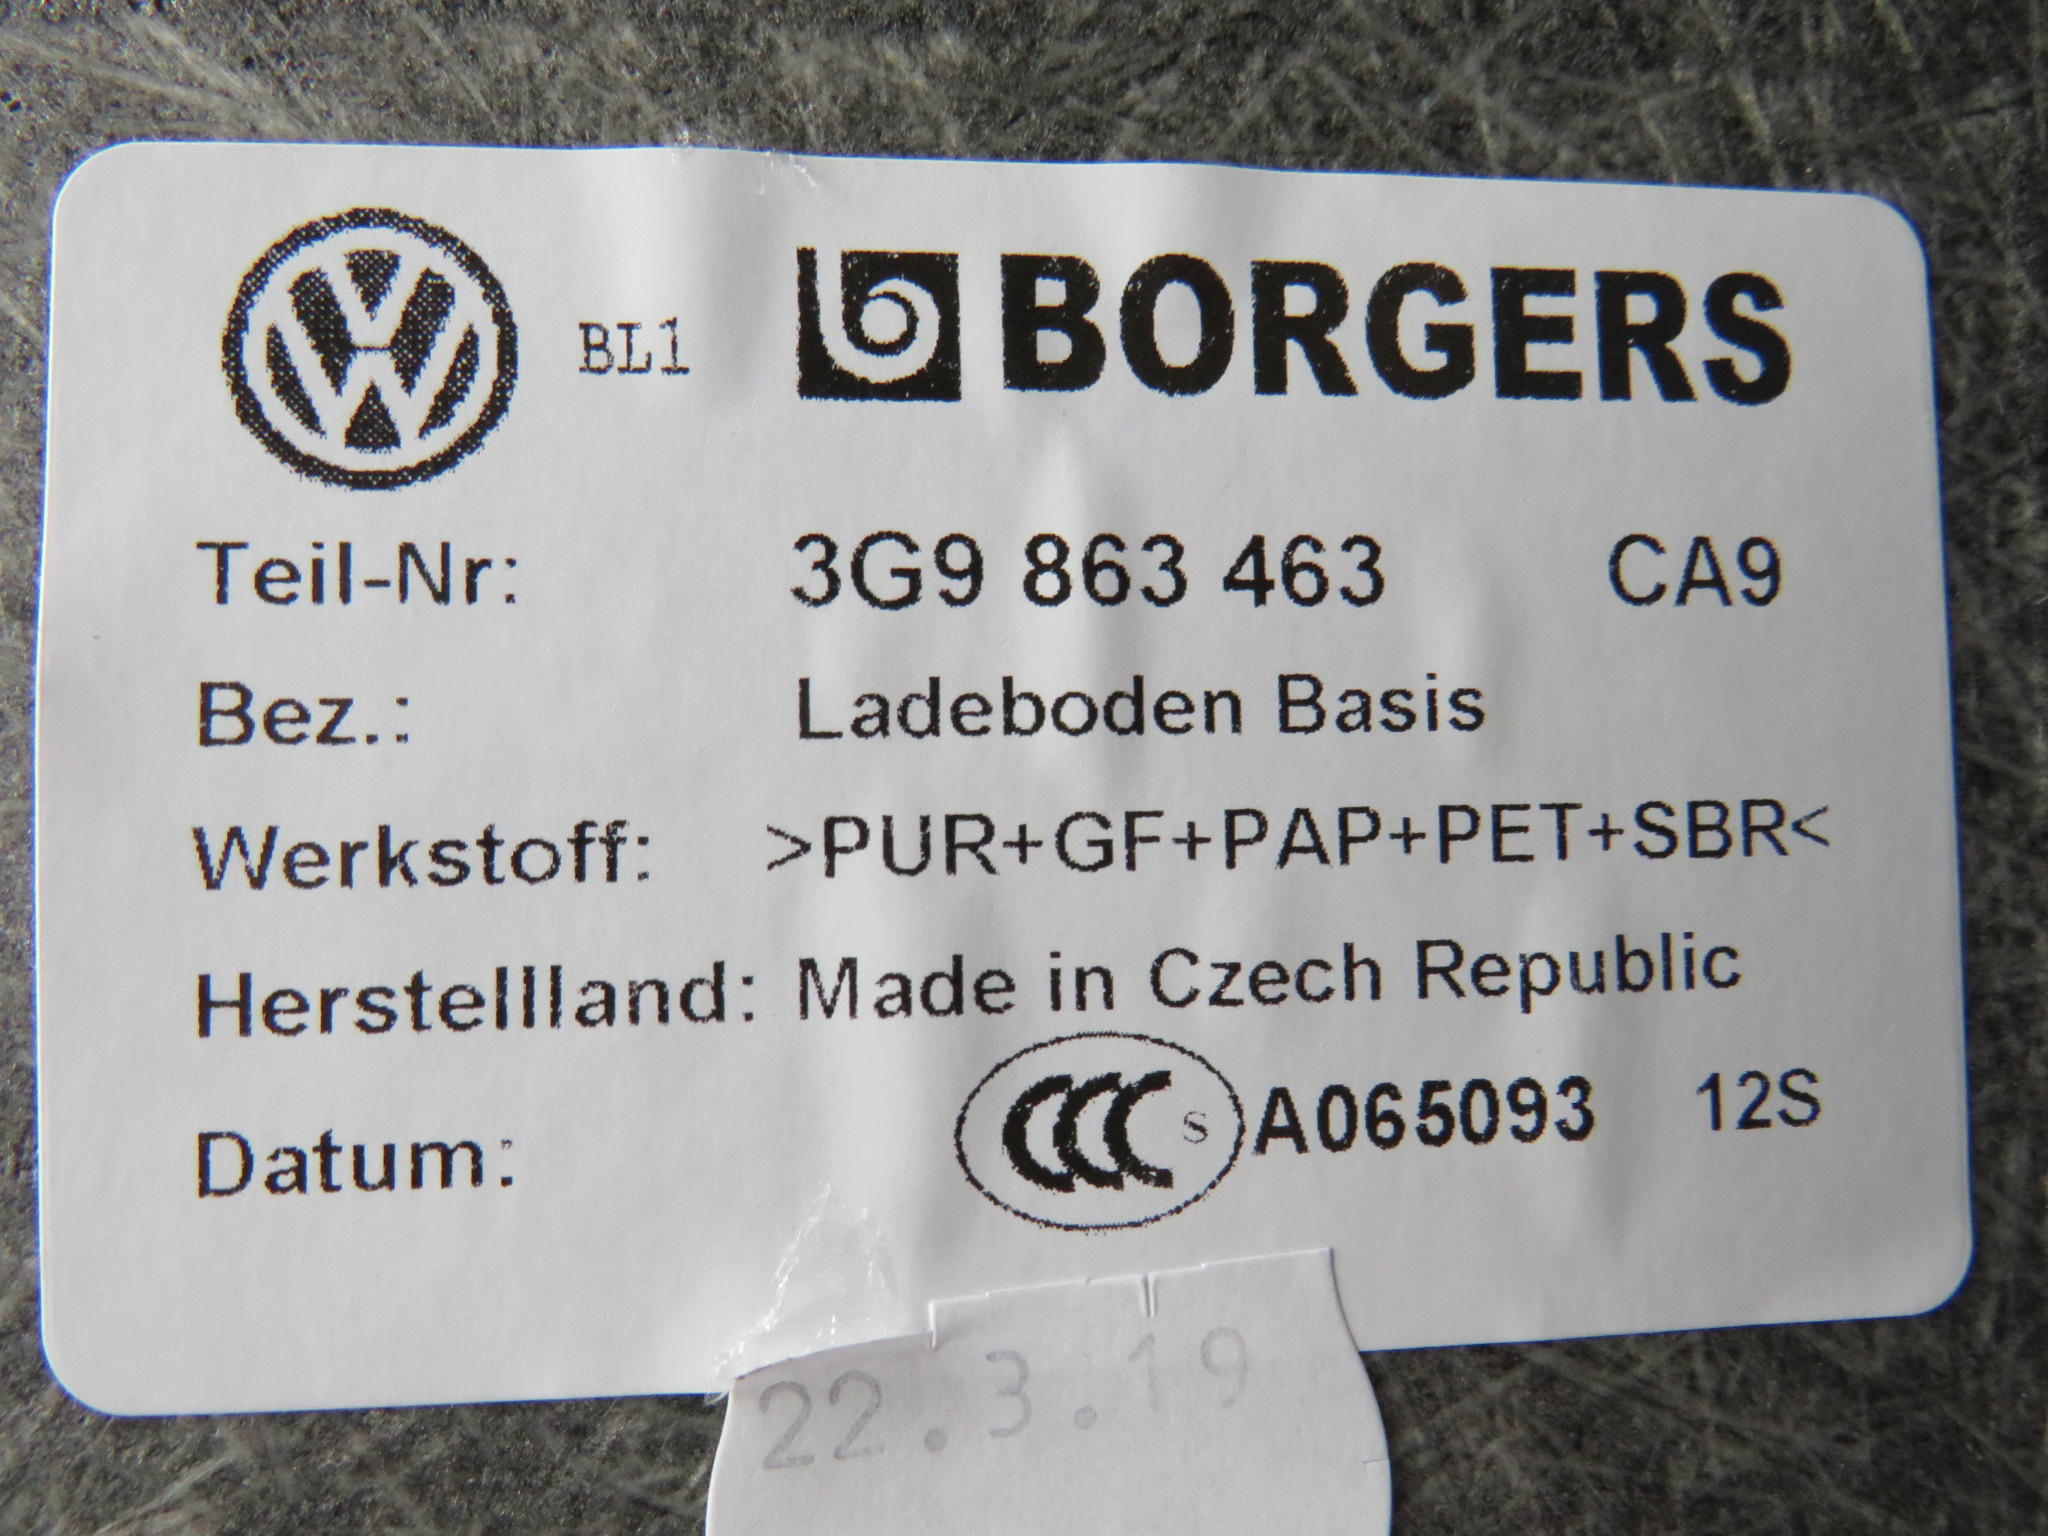 BL1 BORGERS
Teil-Nr: 3G9 863 463 CA9
Bez.: Ladeboden Basis
Werkstoff: >PUR+GF+PAP+PET+SBR<
Herstellland: Made in Czech Republic
Datum: CCC S A065093 12S
22.3.19